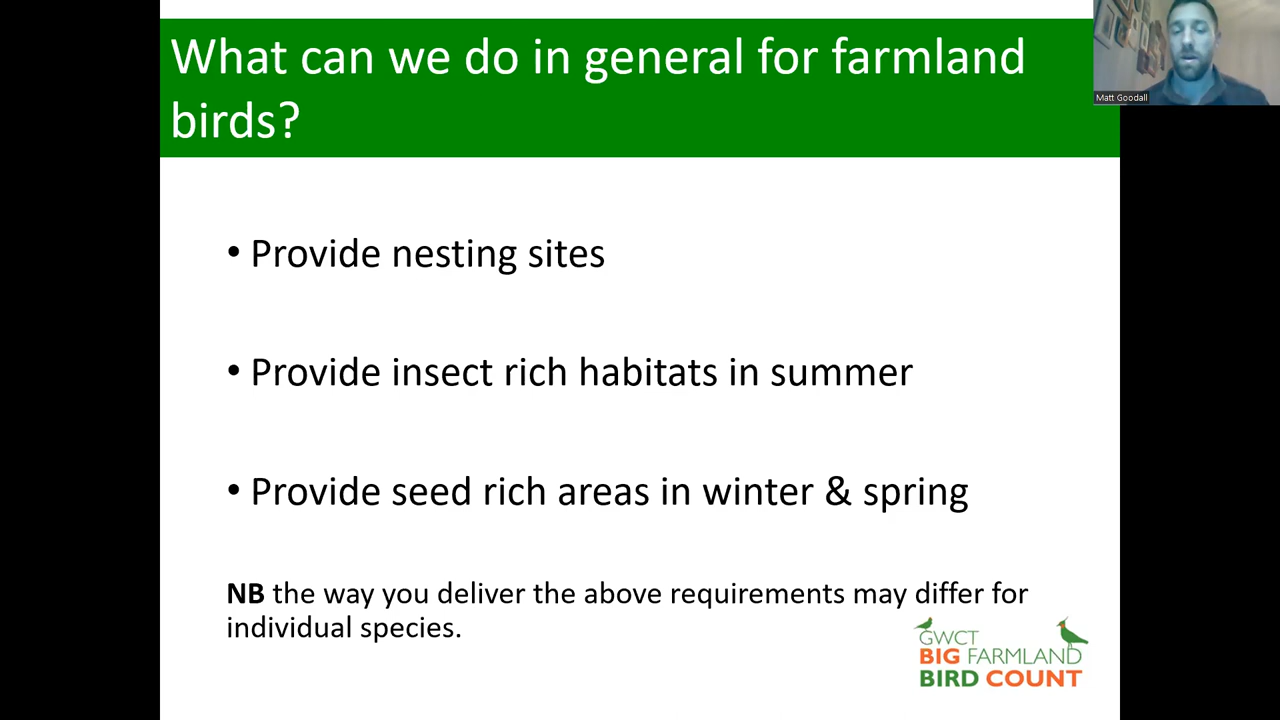 What can we do in general for farmland
birds?
Matt Goodall
• Provide nesting sites
• Provide insect rich habitats in summer
• Provide seed rich areas in winter & spring
NB the way you deliver the above requirements may differ for
individual species.
GWCT
BIG FARMLAND
BIRD COUNT